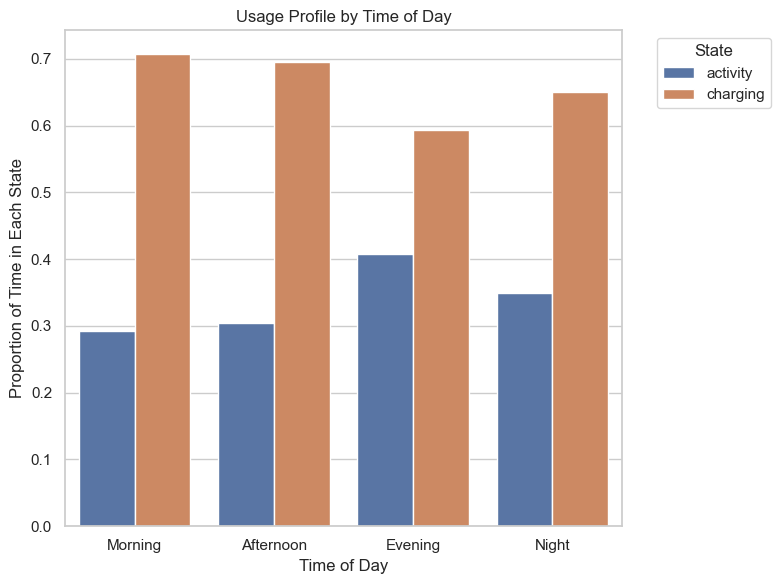 Usage Profile by Time of Day
State
activity
charging
Proportion of Time in Each State
0.7
0.6
0.5
0.4
0.3
0.2
0.1
0.0
Morning Afternoon Evening Night
Time of Day